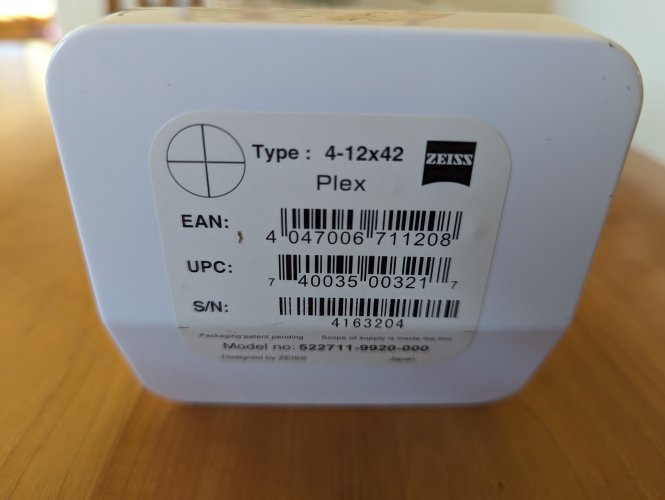 Type : 4-12x42
ZEISS
Plex
EAN:
4 047006 711208
UPC:
7 40035 00321 7
S/N:
4163204
Packaging patent pending Scope of supply is inside the box.
Model no: 522711-9920-000
Designed by ZEISS Japan